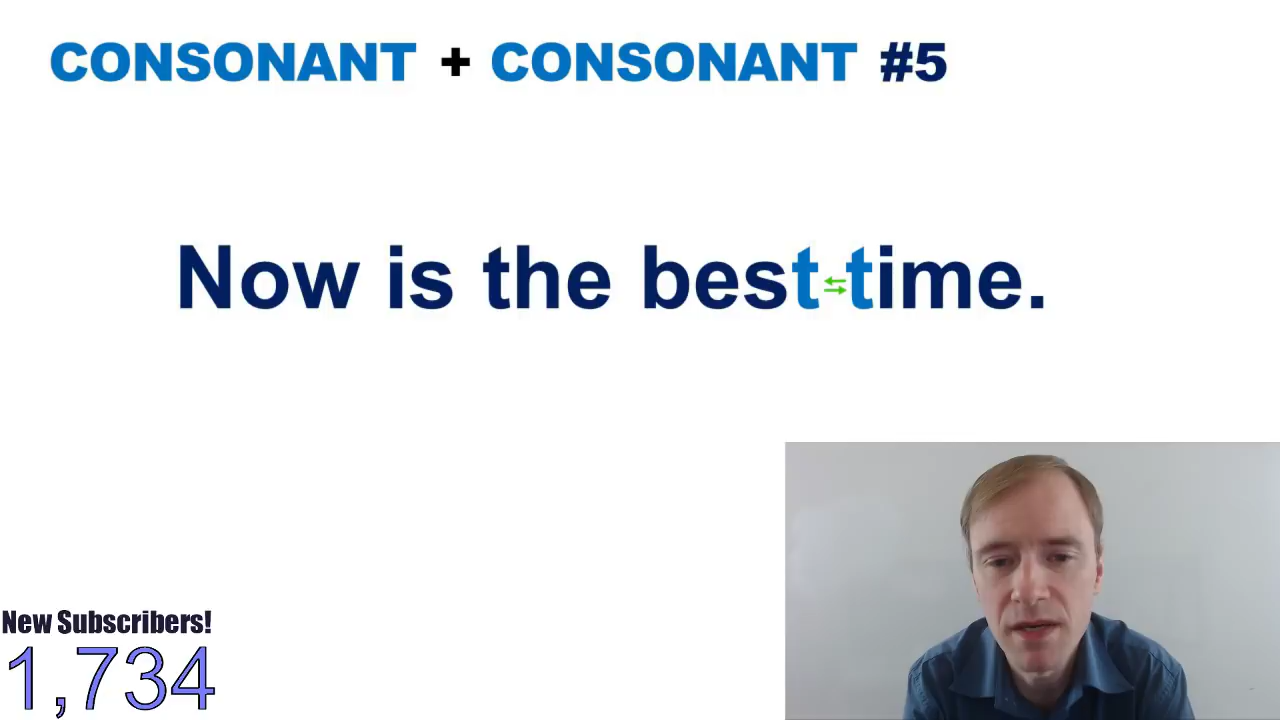 CONSONANT + CONSONANT #5
Now is the best time.
New Subscribers!
1,734